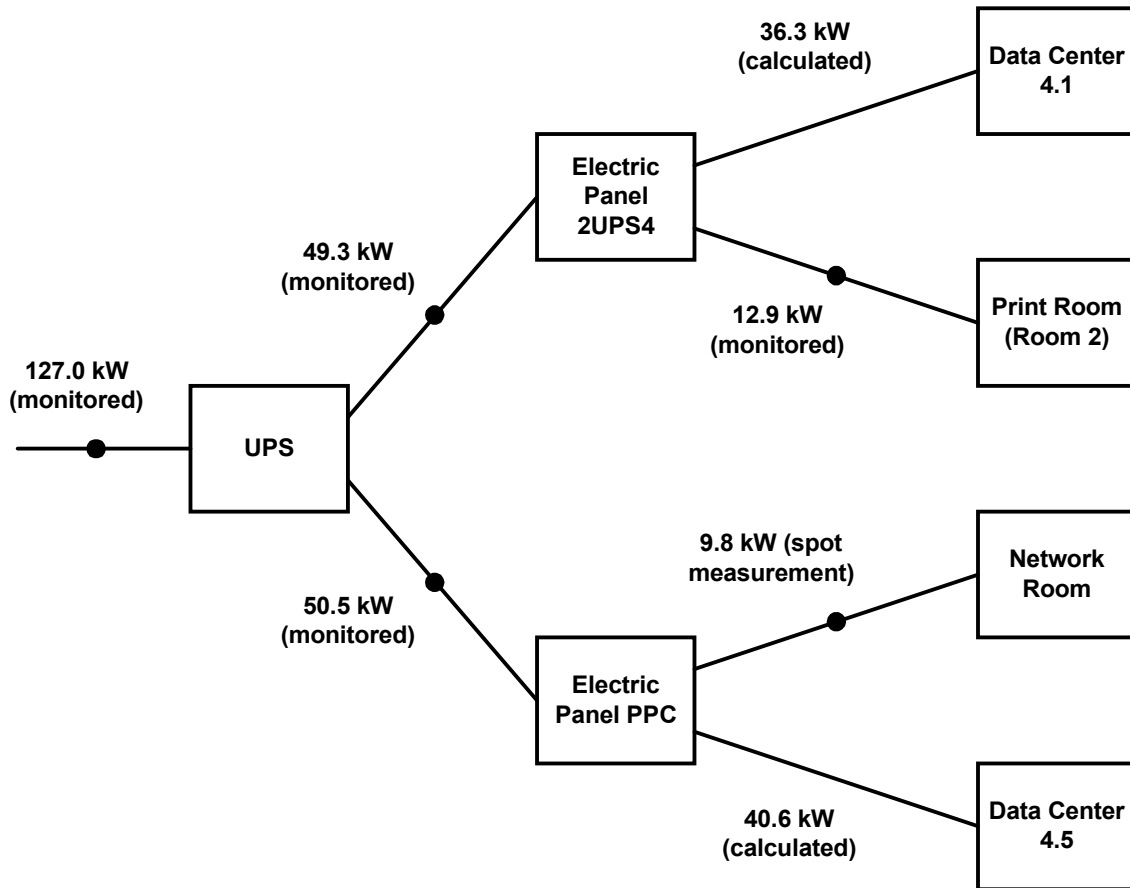 36.3 kW
(calculated)
Data Center
4.1
Electric
Panel
2UPS4
49.3 kW
(monitored)
12.9 kW
(monitored)
Print Room
(Room 2)
127.0 kW
(monitored)
UPS
9.8 kW (spot
measurement)
Network
Room
50.5 kW
(monitored)
Electric
Panel PPC
40.6 kW
(calculated)
Data Center
4.5